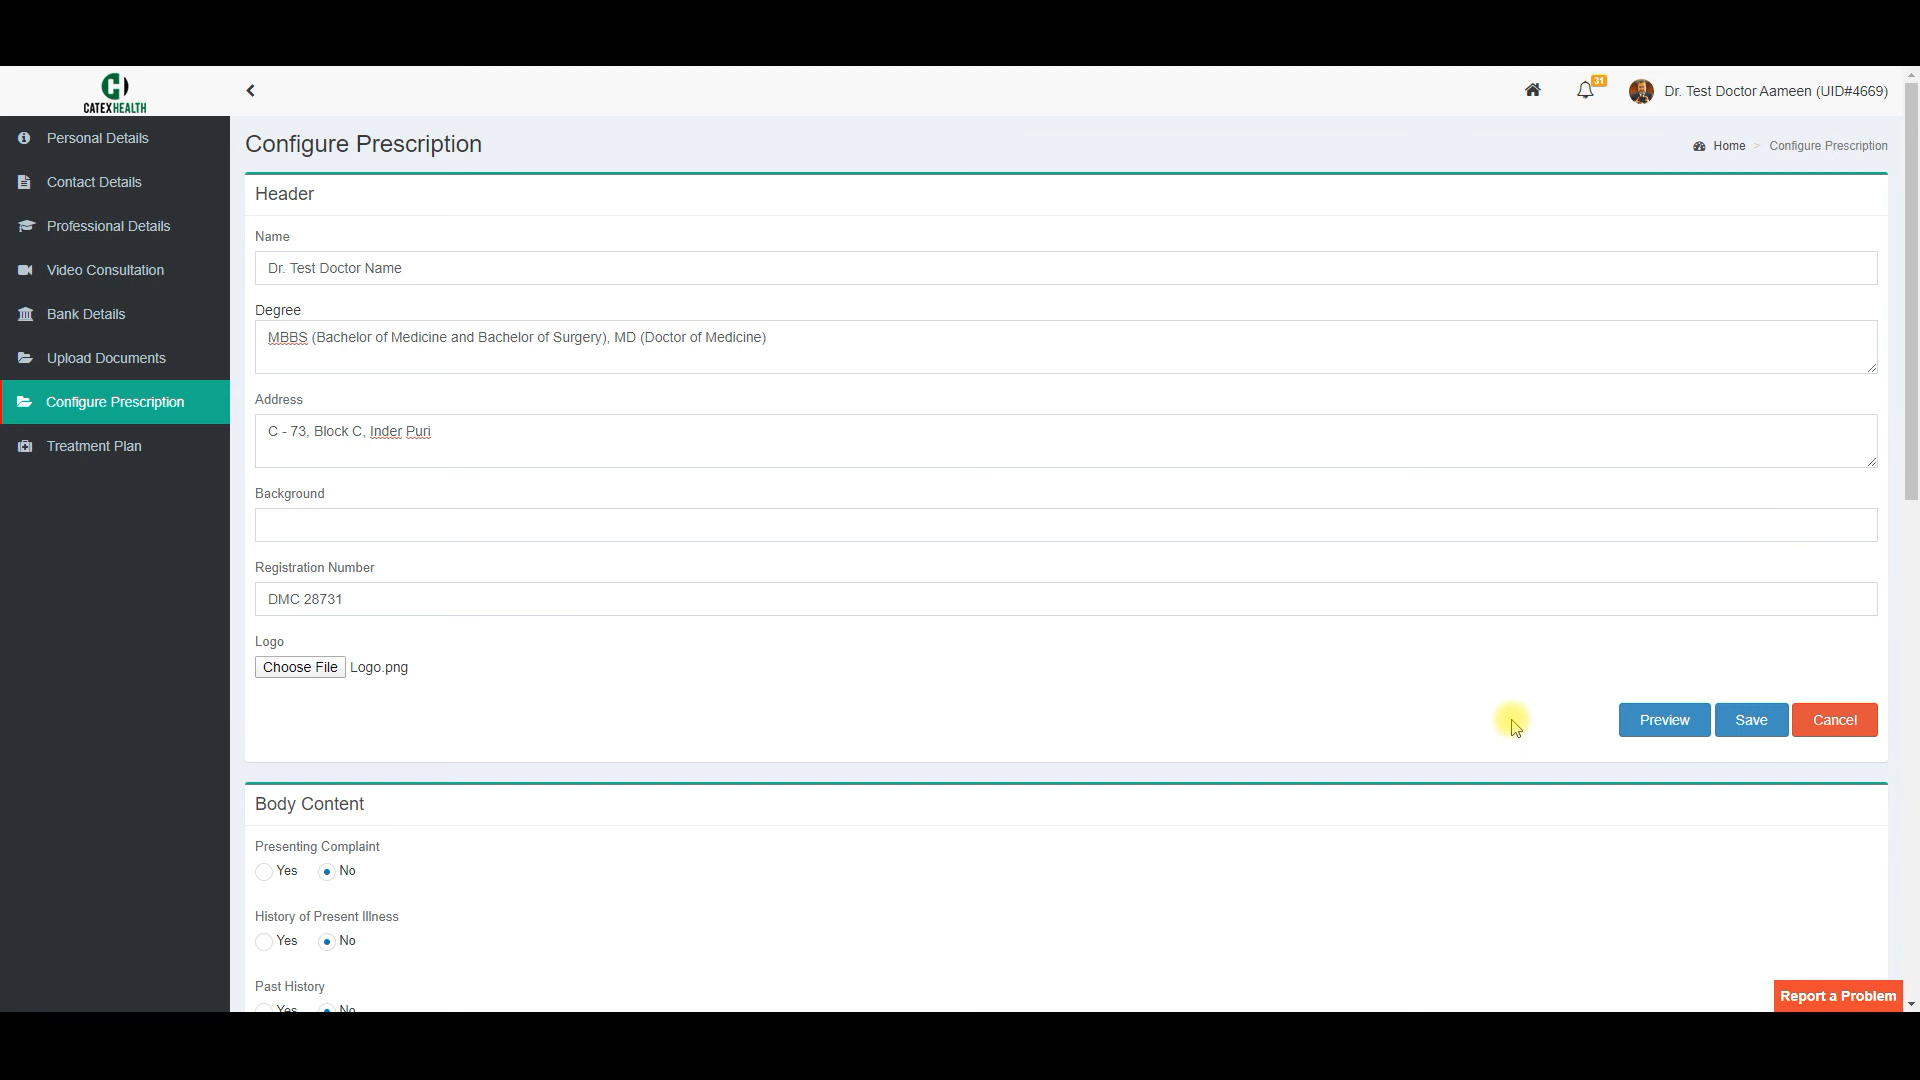 CATEXHEALTH
31
Dr. Test Doctor Aameen (UID#4669)
Personal Details
Contact Details
Professional Details
Video Consultation
Bank Details
Upload Documents
Configure Prescription
Treatment Plan
Configure Prescription
Home > Configure Prescription
Header
Name
Dr. Test Doctor Name
Degree
MBBS (Bachelor of Medicine and Bachelor of Surgery), MD (Doctor of Medicine)
Address
C - 73, Block C, Inder Puri
Background
Registration Number
DMC 28731
Logo
Choose File Logo.png
Preview Save Cancel
Body Content
Presenting Complaint
Yes No
History of Present Illness
Yes No
Past History
Yes No
Report a Problem